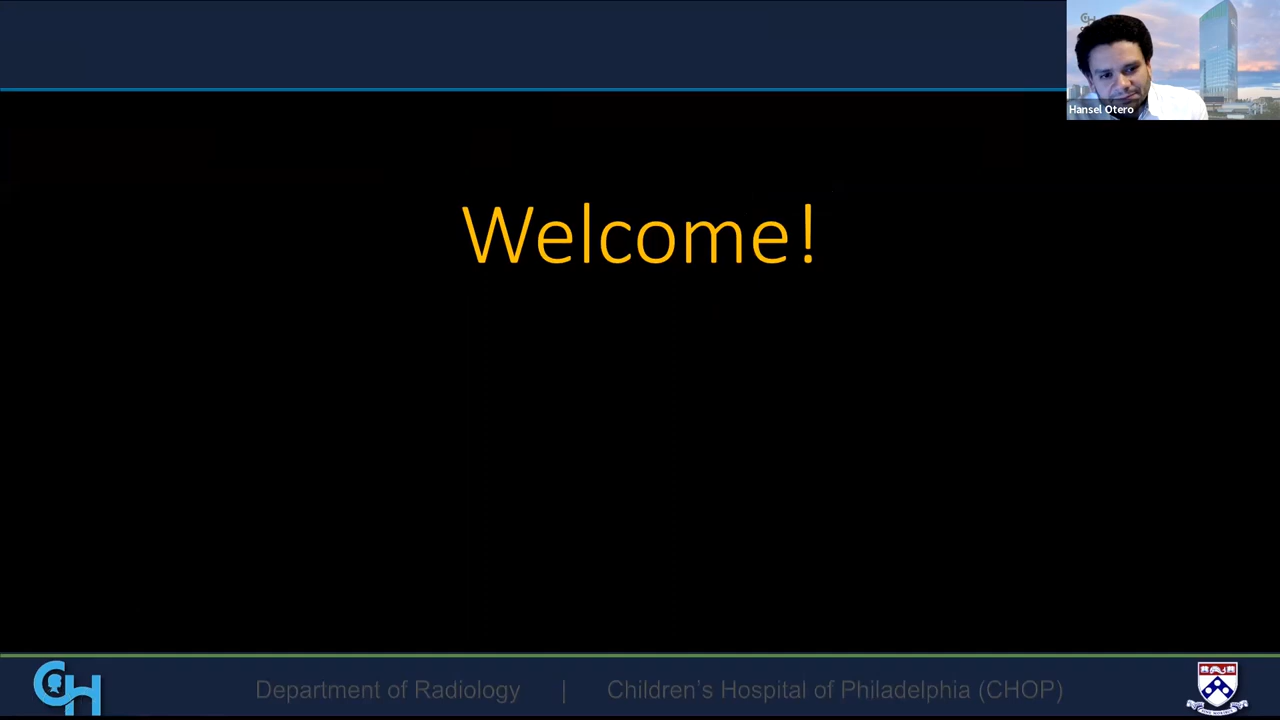 Hansel Otero
Welcome!
Department of Radiology | Children's Hospital of Philadelphia (CHOP)